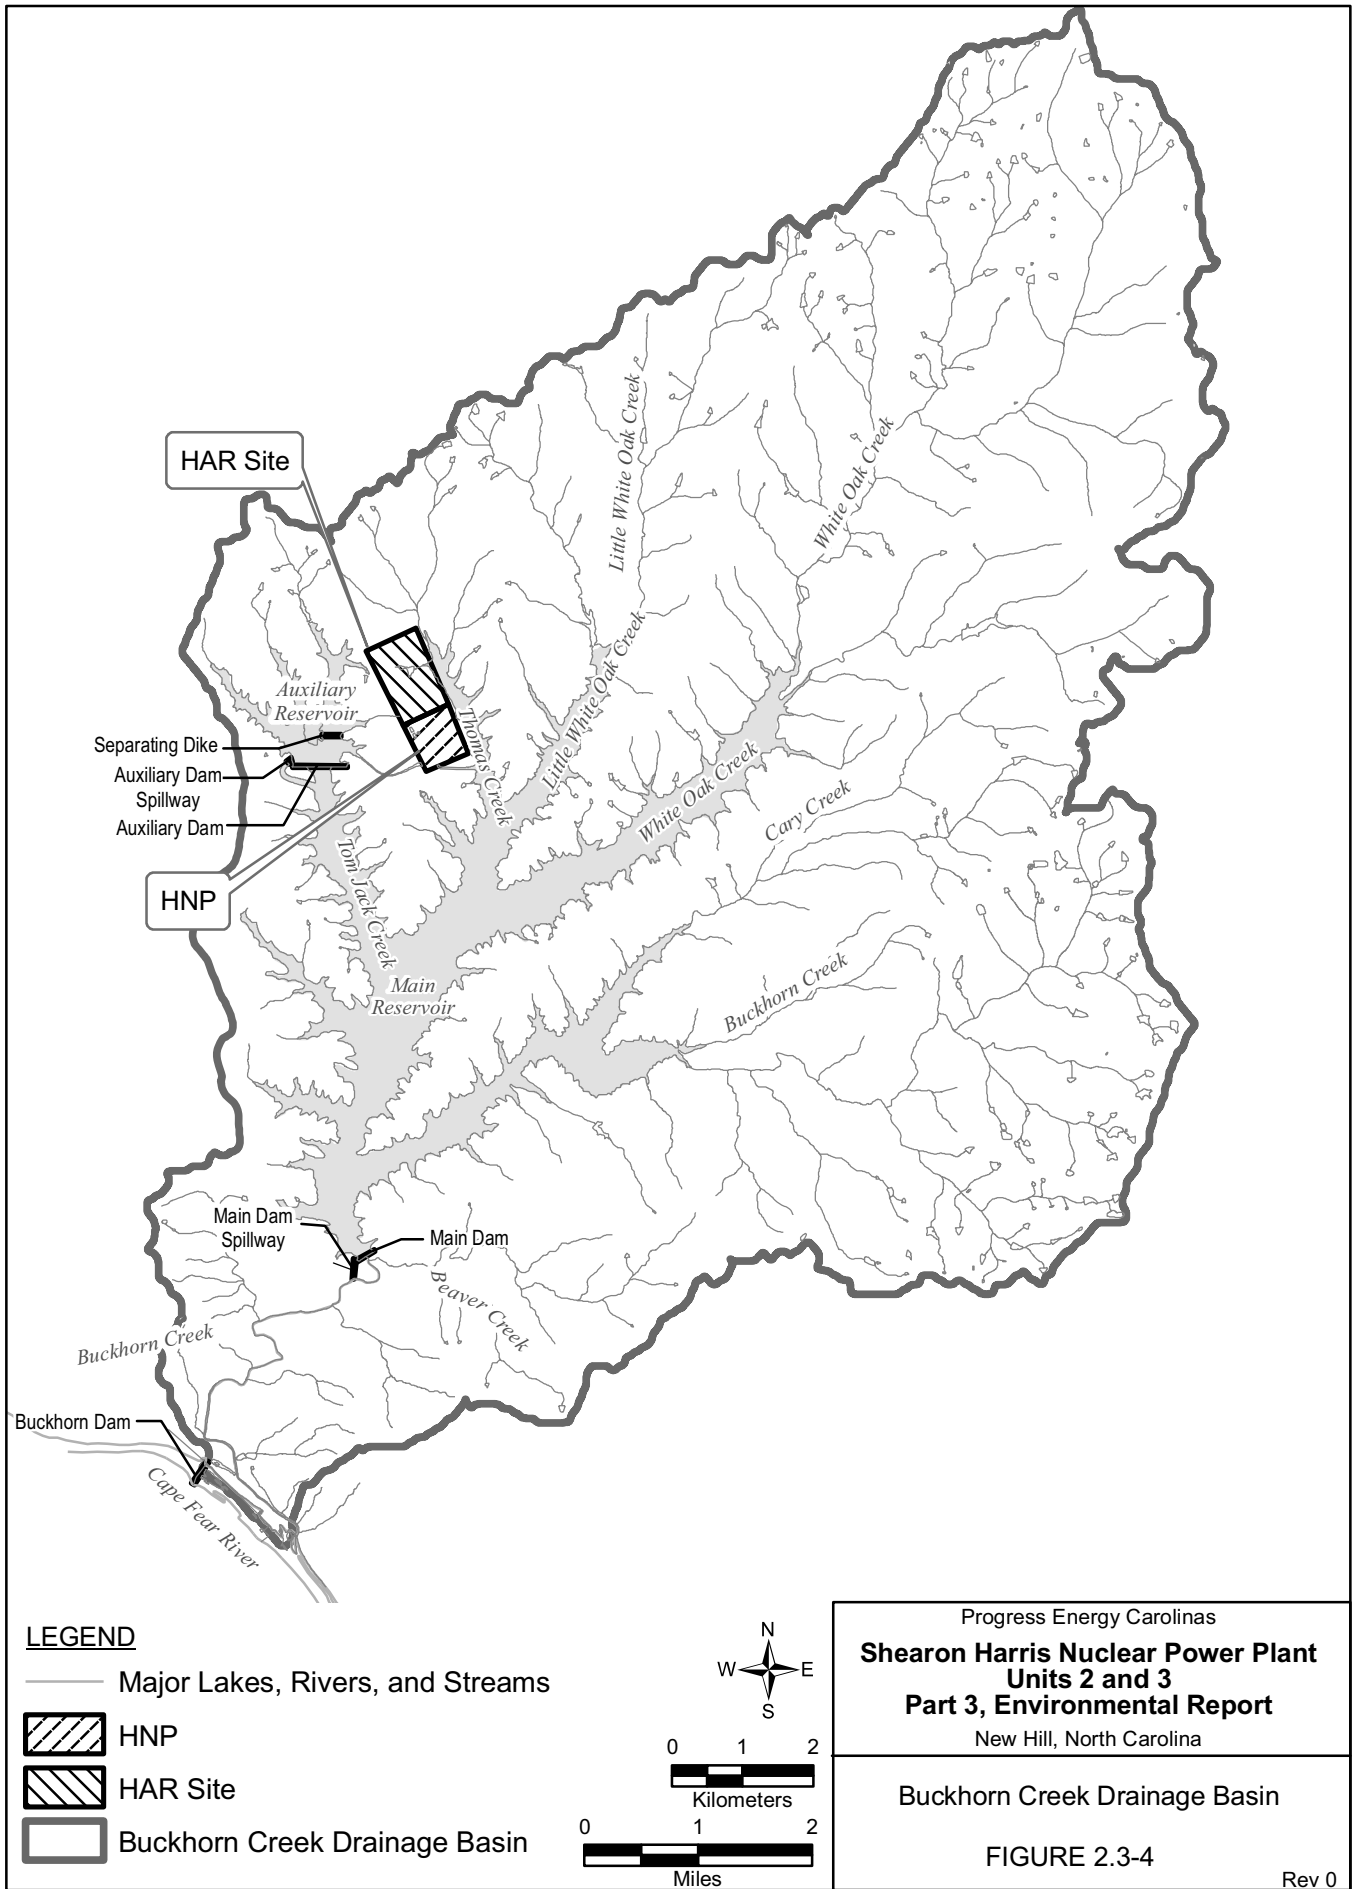 Little White Oak Creek
White Oak Creek
HAR Site
Auxiliary
Reservoir
Separating Dike
Auxiliary Dam
Spillway
Auxiliary Dam
Thomas Creek
Little White Oak Creek
White Oak Creek
Cary Creek
HNP
Tom Jack Creek
Main
Reservoir
Buckhorn Creek
Main Dam
Spillway
Main Dam
Beaver Creek
Buckhorn Creek
Buckhorn Dam
Cape Fear River
LEGEND
Major Lakes, Rivers, and Streams
HNP
HAR Site
Buckhorn Creek Drainage Basin
N
W E
S
0 1 2
Kilometers
0 1 2
Miles
Progress Energy Carolinas
Shearon Harris Nuclear Power Plant
Units 2 and 3
Part 3, Environmental Report
New Hill, North Carolina
Buckhorn Creek Drainage Basin
FIGURE 2.3-4
Rev 0